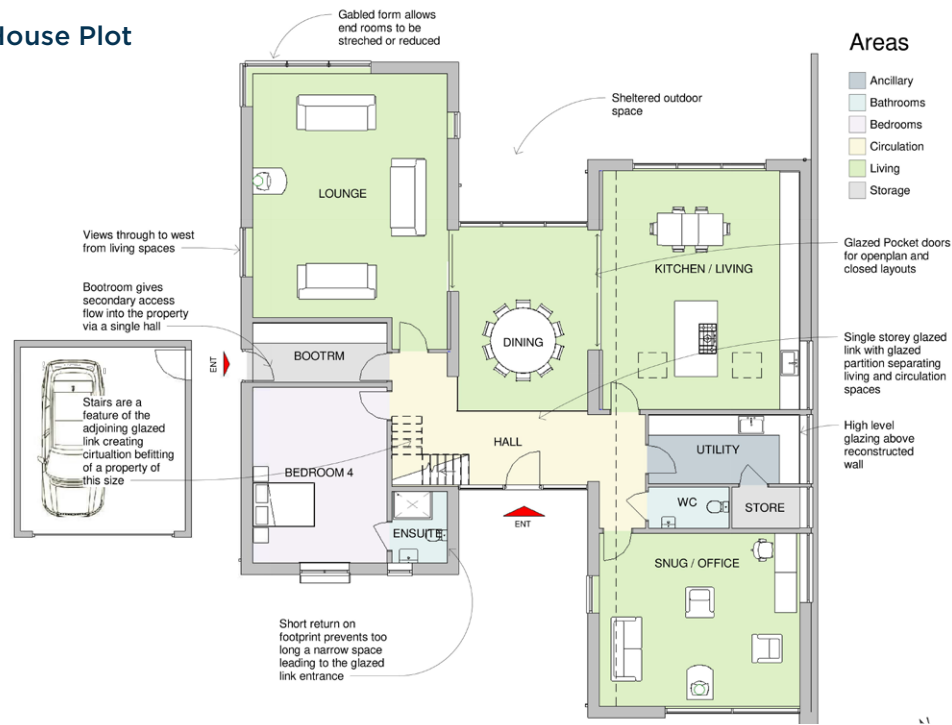 House Plot
Gabled form allows
end rooms to be
streched or reduced
Areas
Ancillary
Bathrooms
Bedrooms
Circulation
Living
Storage
Sheltered outdoor
space
LOUNGE
Views through to west
from living spaces
KITCHEN / LIVING
Glazed Pocket doors
for openplan and
closed layouts
Bootroom gives
secondary access
flow into the property
via a single hall
ENT
BOOTRM
DINING
Single storey glazed
link with glazed
partition separating
living and circulation
spaces
Stairs are a
feature of the
adjoining glazed
link creating
cirtualtion befitting
of a property of
this size
HALL
High level
glazing above
reconstructed
wall
BEDROOM 4
UTILITY
WC
STORE
ENSUITE
ENT
SNUG / OFFICE
Short return on
footprint prevents too
long a narrow space
leading to the glazed
link entrance